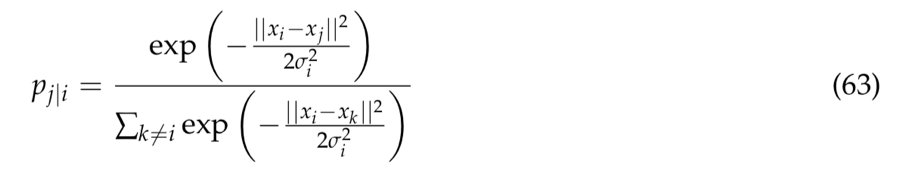 p_{j|i} = \frac{\exp\left(-\frac{||x_i-x_j||^2}{2\sigma_i^2}\right)}{\sum_{k\neq i}\exp\left(-\frac{||x_i-x_k||^2}{2\sigma_i^2}\right)} (63)